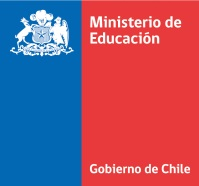 Ministerio de
Educación
Gobierno de Chile